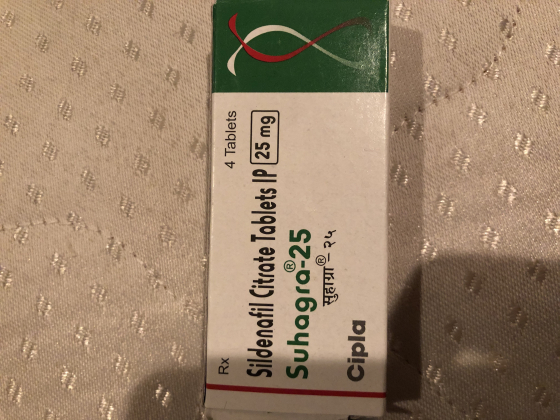 Rx
4 Tablets
Sildenafil Citrate Tablets IP 25 mg
Suhagra®-25
सुहाग्रा®– २५
Cipla